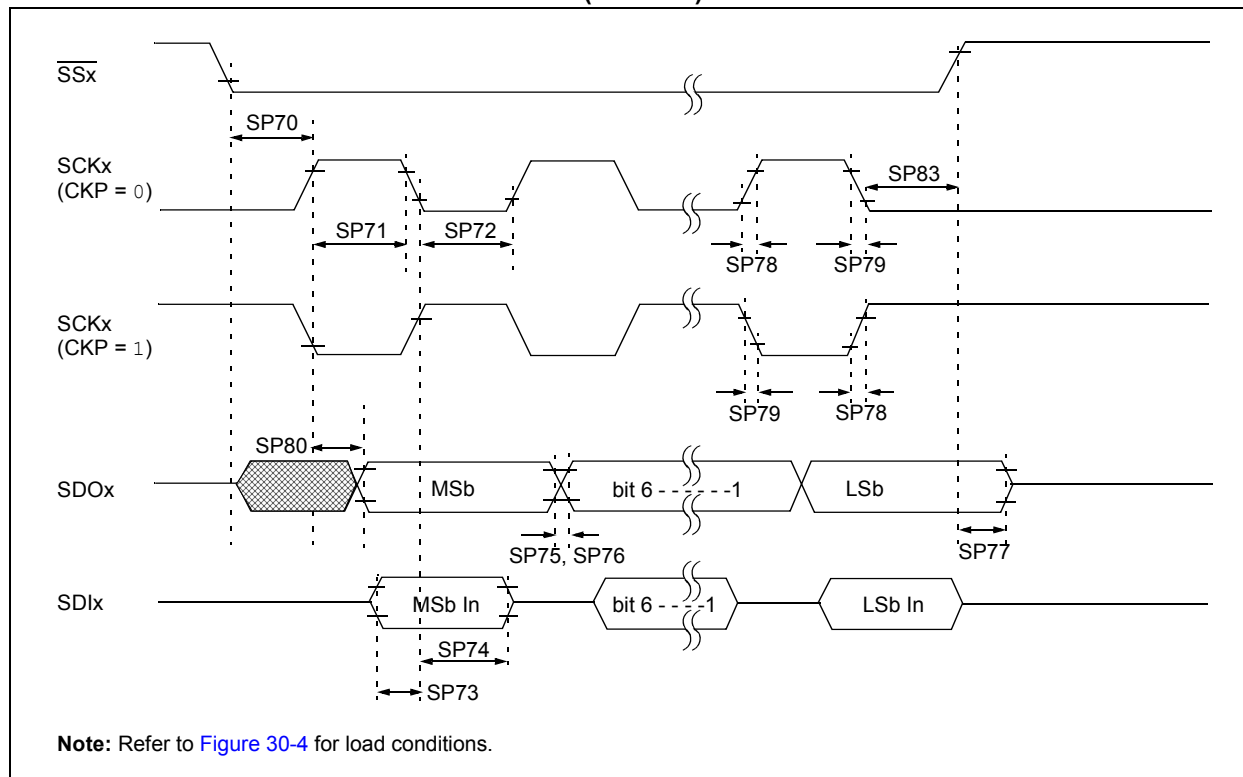 SSx
SP70
SCKx
(CKP = 0)
SP83
SP71
SP72
SP78
SP79
SCKx
(CKP = 1)
SP79
SP78
SP80
SDOx
MSb
bit 6 - - - - - -1
LSb
SP75, SP76
SP77
SDIx
MSb In
bit 6 - - - -1
LSb In
SP74
SP73
Note: Refer to Figure 30-4 for load conditions.